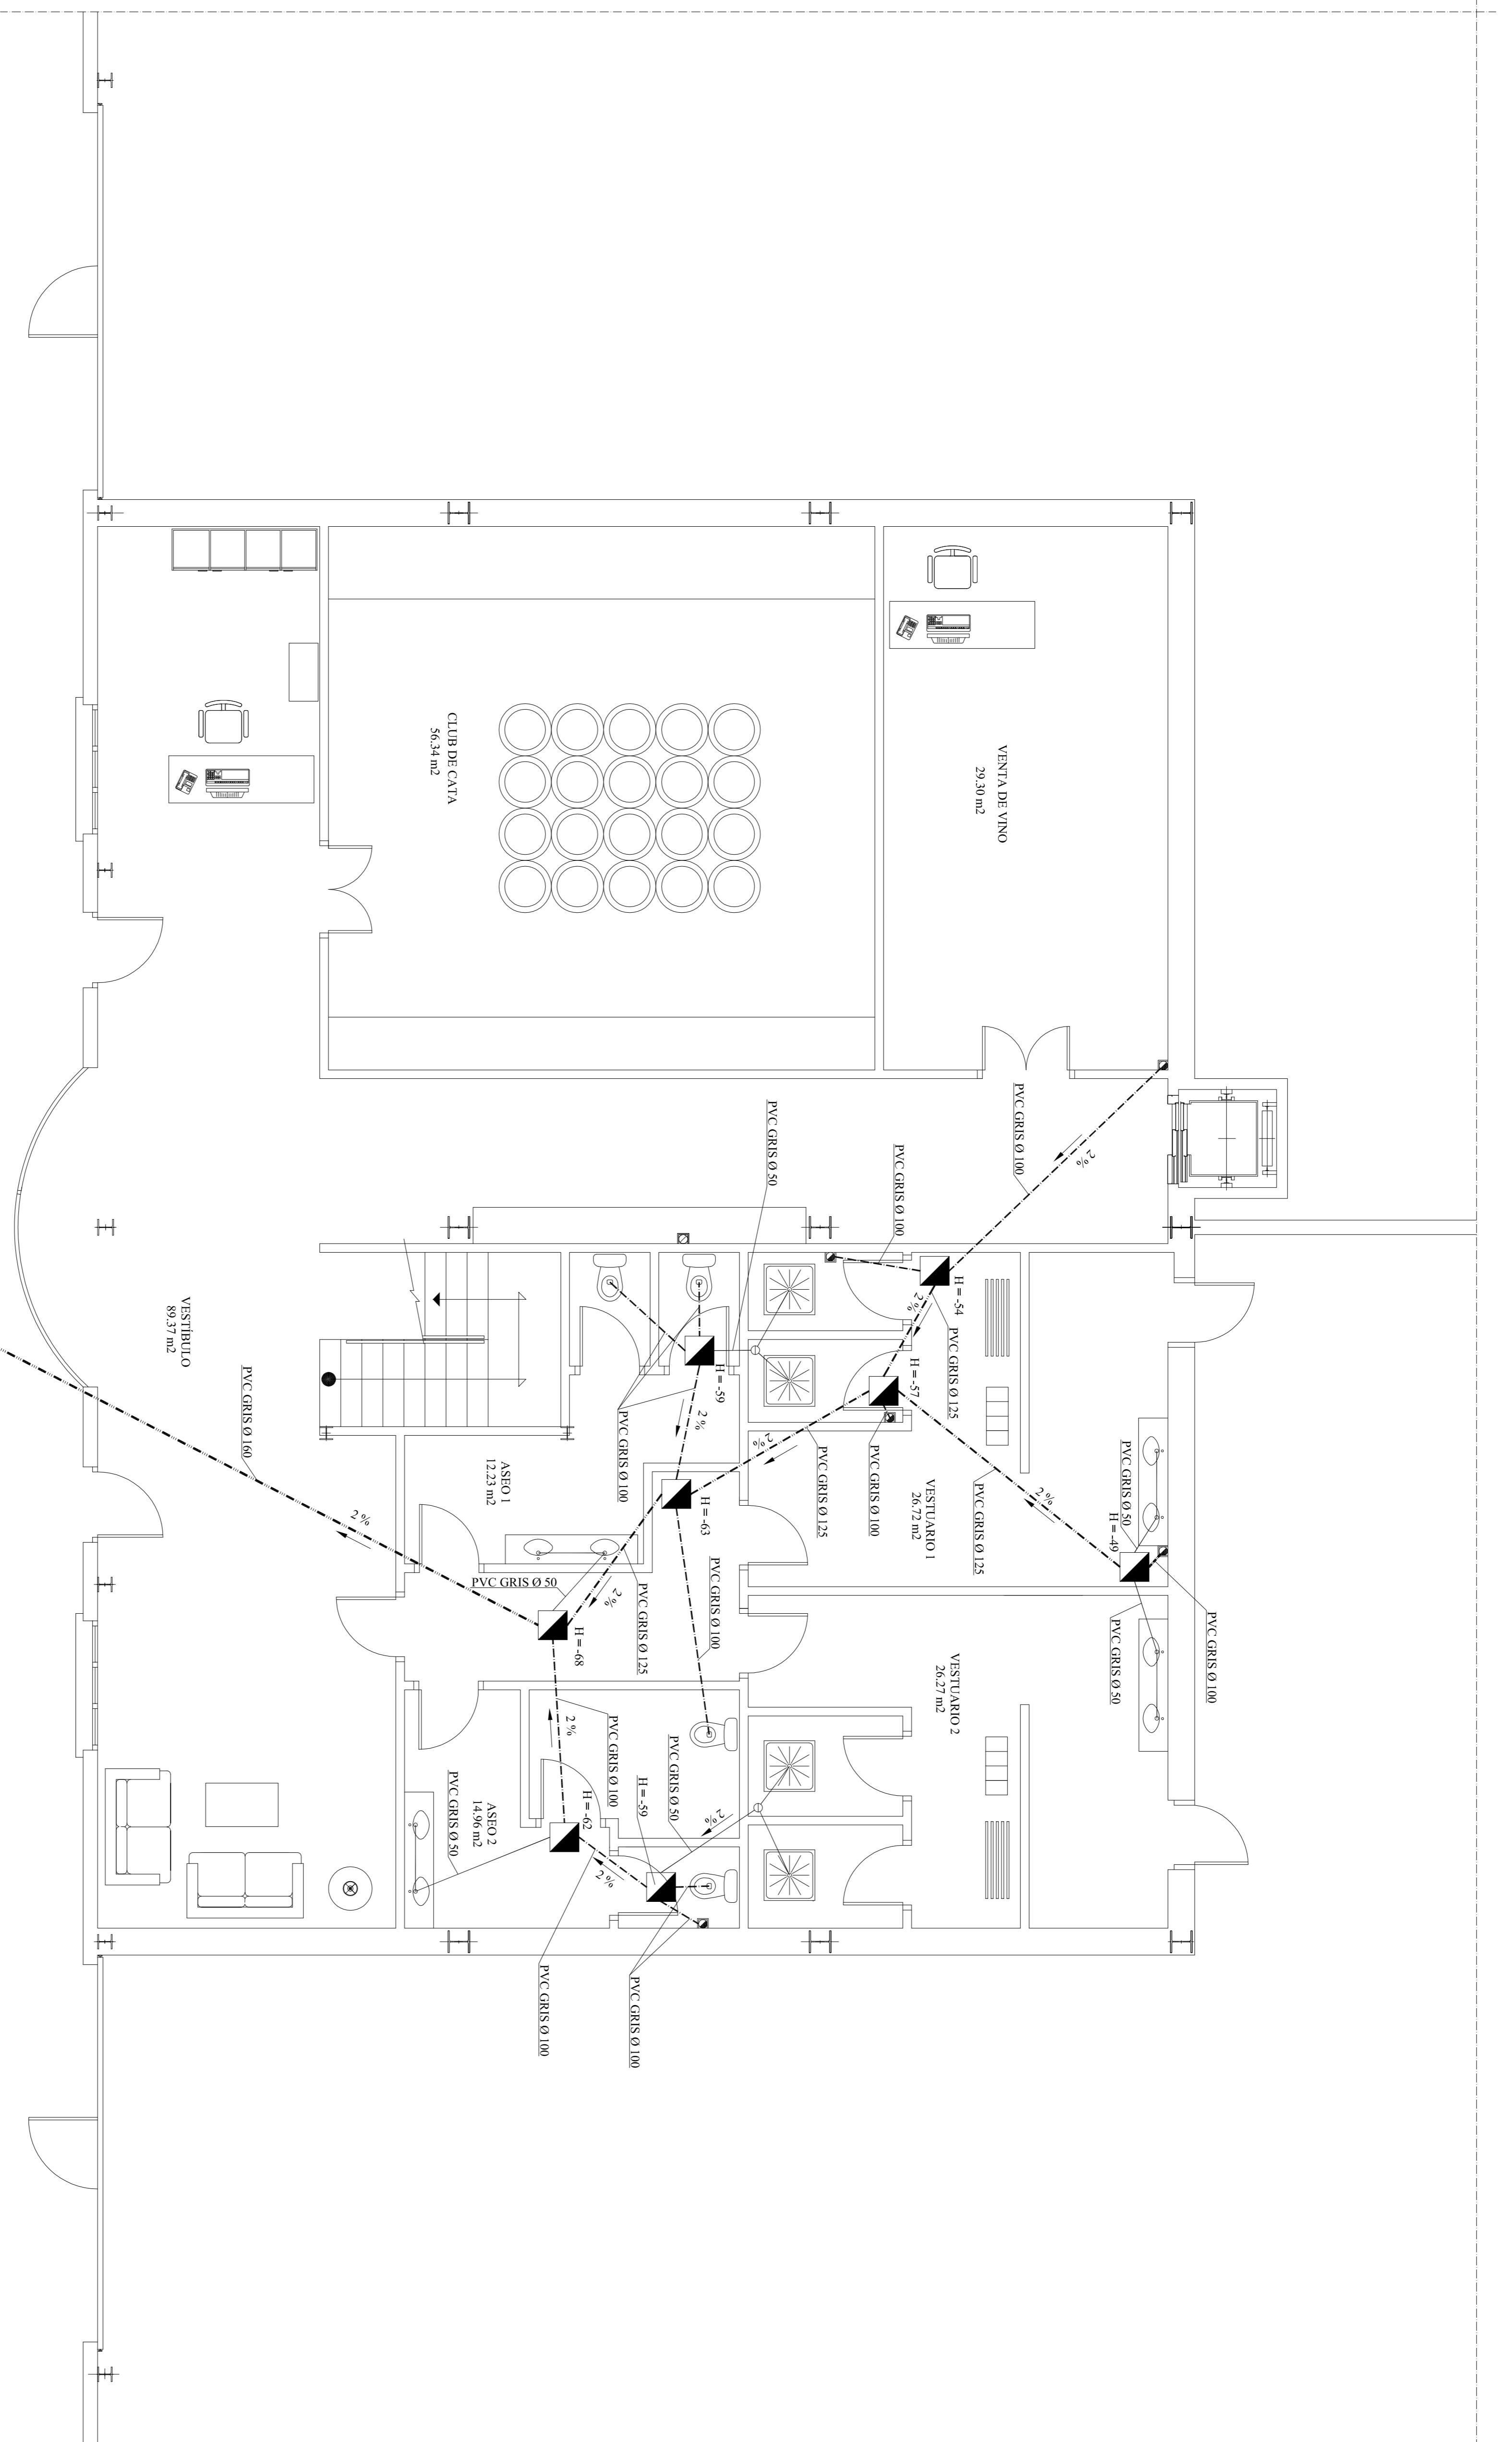 VENTA DE VINO
29.30 m2
CLUB DE CATA
56.34 m2
VESTÍBULO
89.37 m2
ASEO 1
12.23 m2
VESTUARIO 1
26.72 m2
VESTUARIO 2
26.27 m2
ASEO 2
14.96 m2
PVC GRIS Ø 100
2%
PVC GRIS Ø 50
PVC GRIS Ø 100
H = -54
2%
PVC GRIS Ø 125
H = -57
H = -59
PVC GRIS Ø 100
2%
2%
PVC GRIS Ø 125
PVC GRIS Ø 100
PVC GRIS Ø 125
2%
PVC GRIS Ø 50
H = -49
PVC GRIS Ø 100
PVC GRIS Ø 50
H = -63
PVC GRIS Ø 100
PVC GRIS Ø 125
2%
PVC GRIS Ø 50
H = -68
PVC GRIS Ø 160
2%
PVC GRIS Ø 100
2%
PVC GRIS Ø 50
H = -59
2%
H = -62
PVC GRIS Ø 50
2%
PVC GRIS Ø 100
PVC GRIS Ø 100